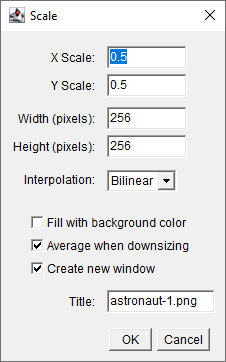 Scale
X Scale: 0.5
Y Scale: 0.5
Width (pixels): 256
Height (pixels): 256
Interpolation: Bilinear
Fill with background color
Average when downsizing
Create new window
Title: astronaut-1.png
OK Cancel